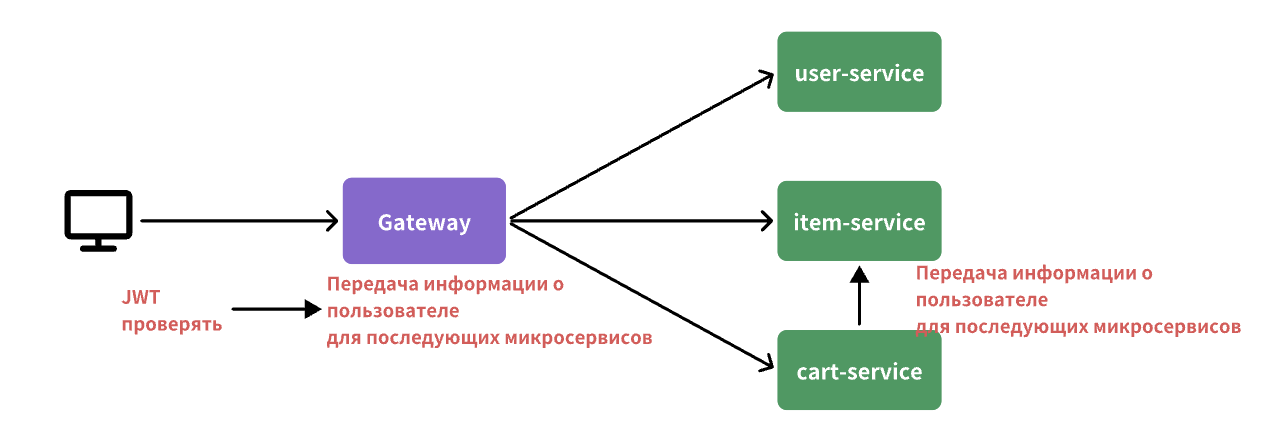 user-service
Gateway
item-service
JWT
проверять
Передача информации о
пользователе
для последующих микросервисов
Передача информации о
пользователе
для последующих микросервисов
cart-service